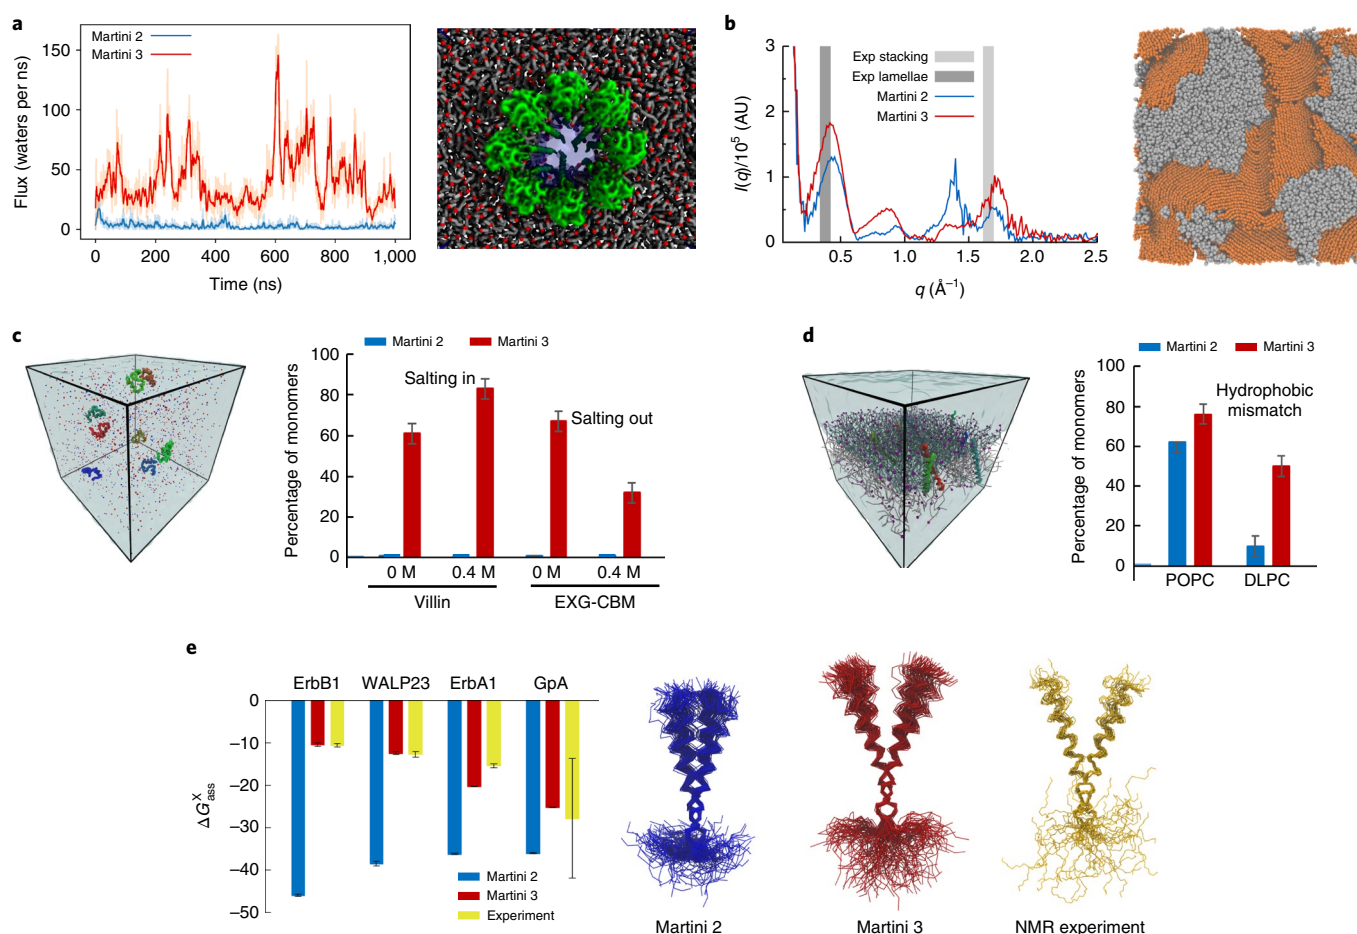 a
Martini 2
Martini 3
150
100
50
0
Flux (waters per ns)
0 200 400 600 800 1,000
Time (ns)
b
3
2
1
0
I(q)/10⁵ (AU)
Exp stacking
Exp lamellae
Martini 2
Martini 3
0.5 1.0 1.5 2.0 2.5
q (Å⁻¹)
c
Martini 2 Martini 3
100
80
60
40
20
0
Percentage of monomers
Salting in
Salting out
0 M 0.4 M 0 M 0.4 M
Villin EXG-CBM
d
Martini 2 Martini 3
100
80
60
40
20
0
Percentage of monomers
Hydrophobic
mismatch
POPC DLPC
e
ErbB1 WALP23 ErbA1 GpA
0
–10
–20
–30
–40
–50
ΔG^X_ass
Martini 2
Martini 3
Experiment
Martini 2 Martini 3 NMR experiment